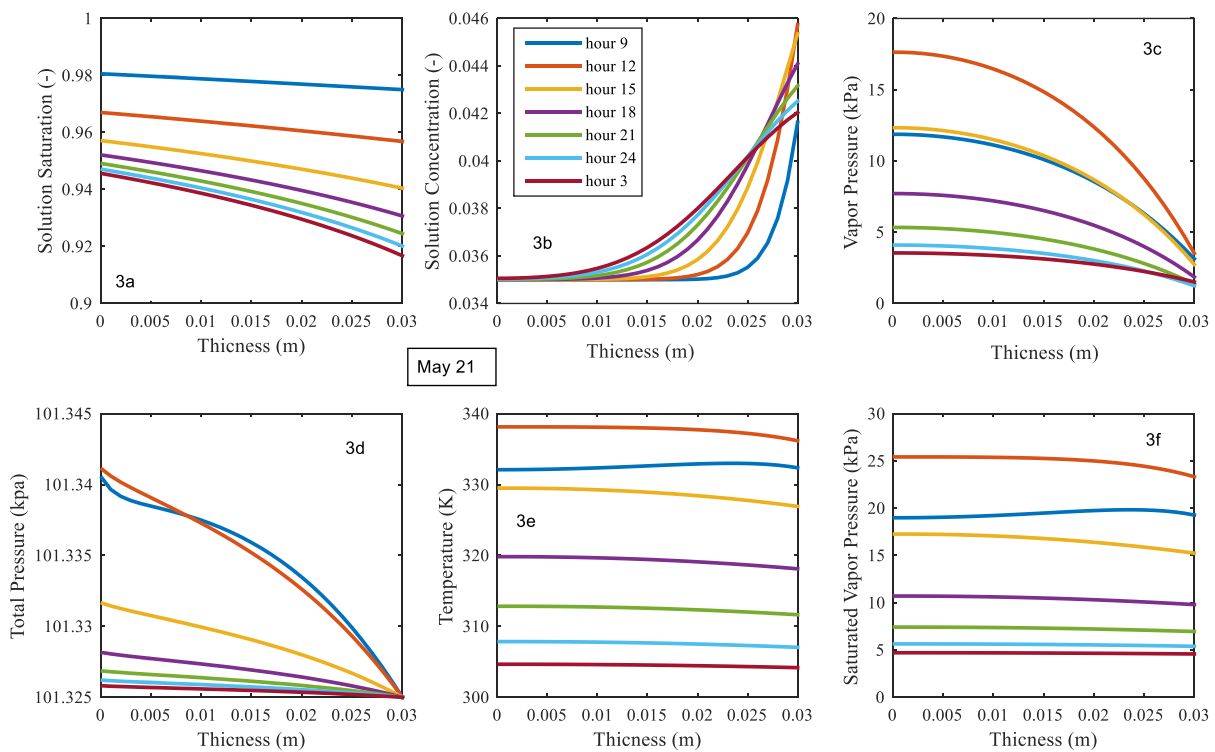 1
0.98
0.96
0.94
0.92
0.9
Solution Saturation (-)
3a
0 0.005 0.01 0.015 0.02 0.025 0.03
Thicness (m)
0.046
0.044
0.042
0.04
0.038
0.036
0.034
Solution Concentration (-)
hour 9
hour 12
hour 15
hour 18
hour 21
hour 24
hour 3
3b
0 0.005 0.01 0.015 0.02 0.025 0.03
Thicness (m)
20
15
10
5
0
Vapor Pressure (kPa)
3c
0 0.005 0.01 0.015 0.02 0.025 0.03
Thicness (m)
May 21
101.345
101.34
101.335
101.33
101.325
Total Pressure (kpa)
3d
0 0.005 0.01 0.015 0.02 0.025 0.03
Thicness (m)
340
330
320
310
300
Temperature (K)
3e
0 0.005 0.01 0.015 0.02 0.025 0.03
Thicness (m)
30
25
20
15
10
5
0
Saturated Vapor Pressure (kPa)
3f
0 0.005 0.01 0.015 0.02 0.025 0.03
Thicness (m)